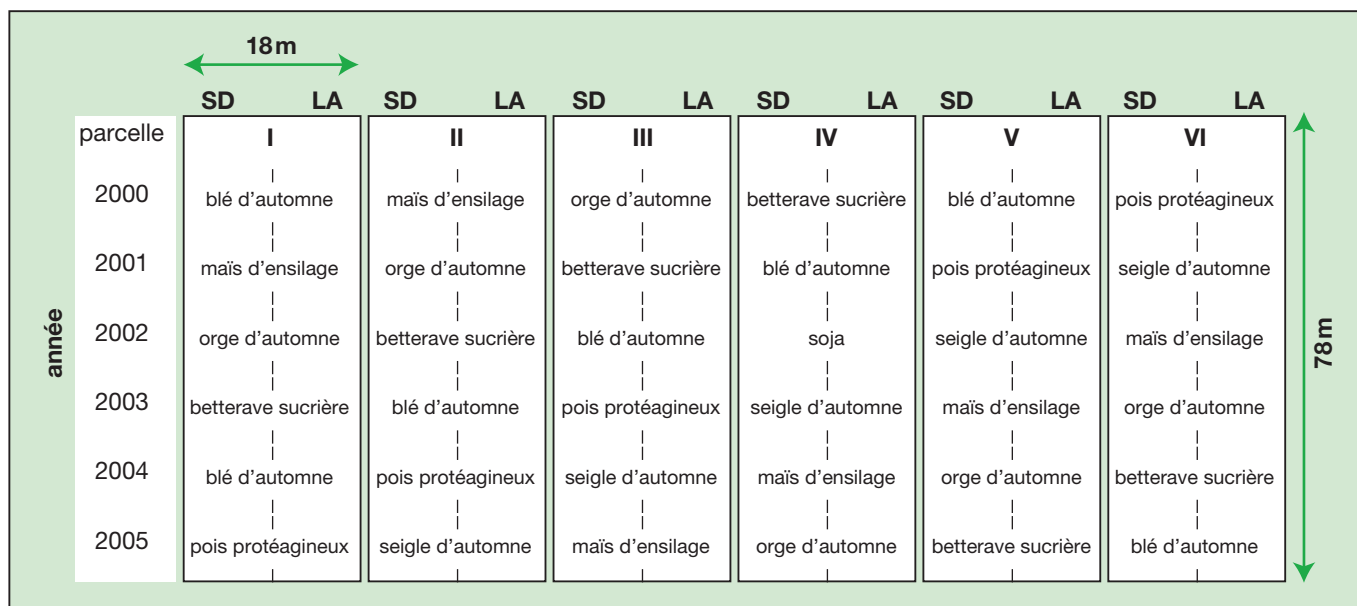 18 m
SD LA SD LA SD LA SD LA SD LA SD LA
parcelle I II III IV V VI
2000 blé d'automne maïs d'ensilage orge d'automne betterave sucrière blé d'automne pois protéagineux
2001 maïs d'ensilage orge d'automne betterave sucrière blé d'automne pois protéagineux seigle d'automne
année
2002 orge d'automne betterave sucrière blé d'automne soja seigle d'automne maïs d'ensilage
78 m
2003 betterave sucrière blé d'automne pois protéagineux seigle d'automne maïs d'ensilage orge d'automne
2004 blé d'automne pois protéagineux seigle d'automne maïs d'ensilage orge d'automne betterave sucrière
2005 pois protéagineux seigle d'automne maïs d'ensilage orge d'automne betterave sucrière blé d'automne